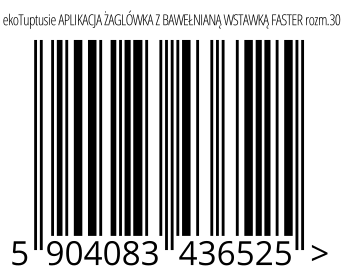 ekoTuptusie APLIKACJA ŻAGLÓWKA Z BAWEŁNIANĄ WSTAWKĄ FASTER rozm.30
5 904083 436525 >